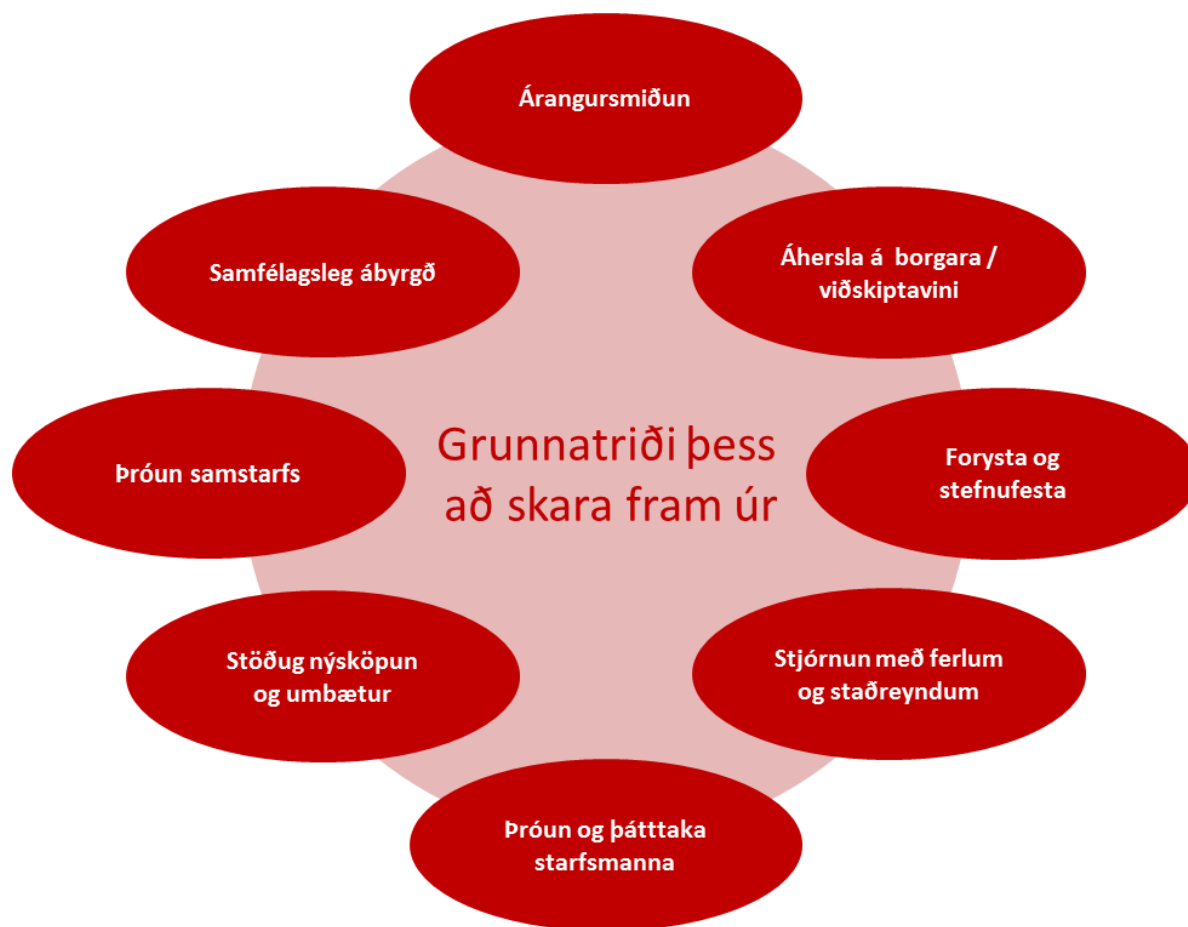 Árangursmiðun
Samfélagsleg ábyrgð
Áhersla á borgara /
viðskiptavini
Þróun samstarfs
Grunnatriði þess
að skara fram úr
Forysta og
stefnufesta
Stöðug nýsköpun
og umbætur
Stjórnun með ferlum
og staðreyndum
Þróun og þátttaka
starfsmanna